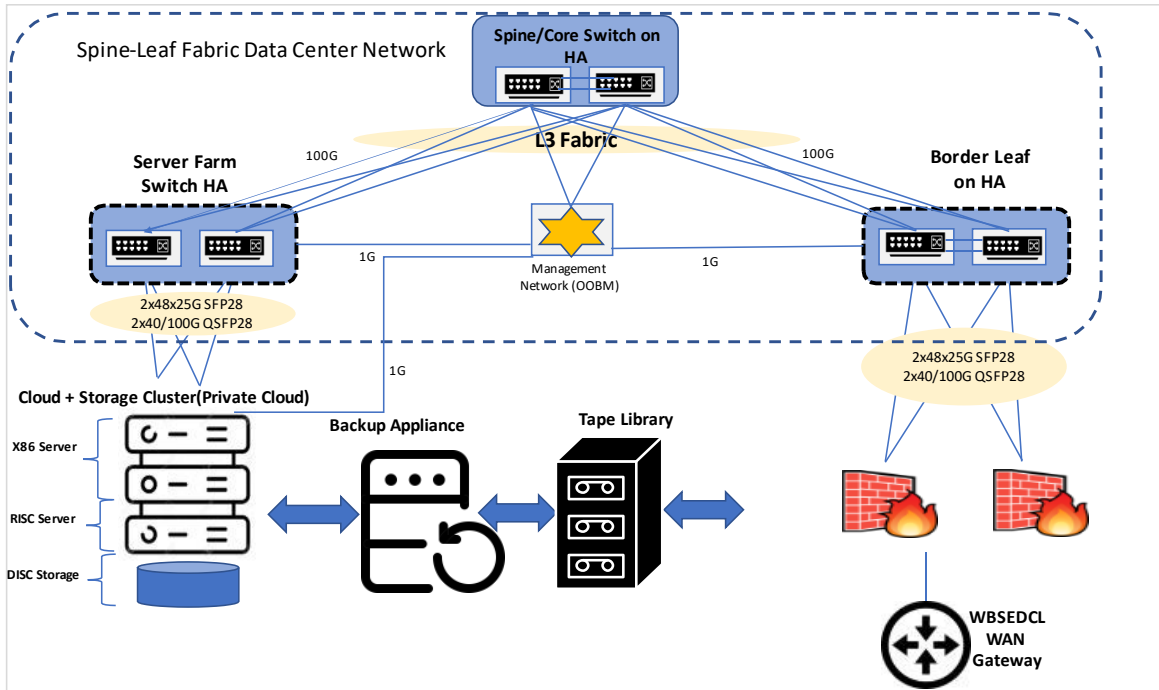 Spine-Leaf Fabric Data Center Network
Spine/Core Switch on
HA
L3 Fabric
100G
100G
Server Farm
Switch HA
Border Leaf
on HA
1G
1G
Management
Network (OOBM)
2x48x25G SFP28
2x40/100G QSFP28
2x48x25G SFP28
2x40/100G QSFP28
1G
Cloud + Storage Cluster(Private Cloud)
Backup Appliance
Tape Library
X86 Server
RISC Server
DISC Storage
WBSEDCL
WAN
Gateway